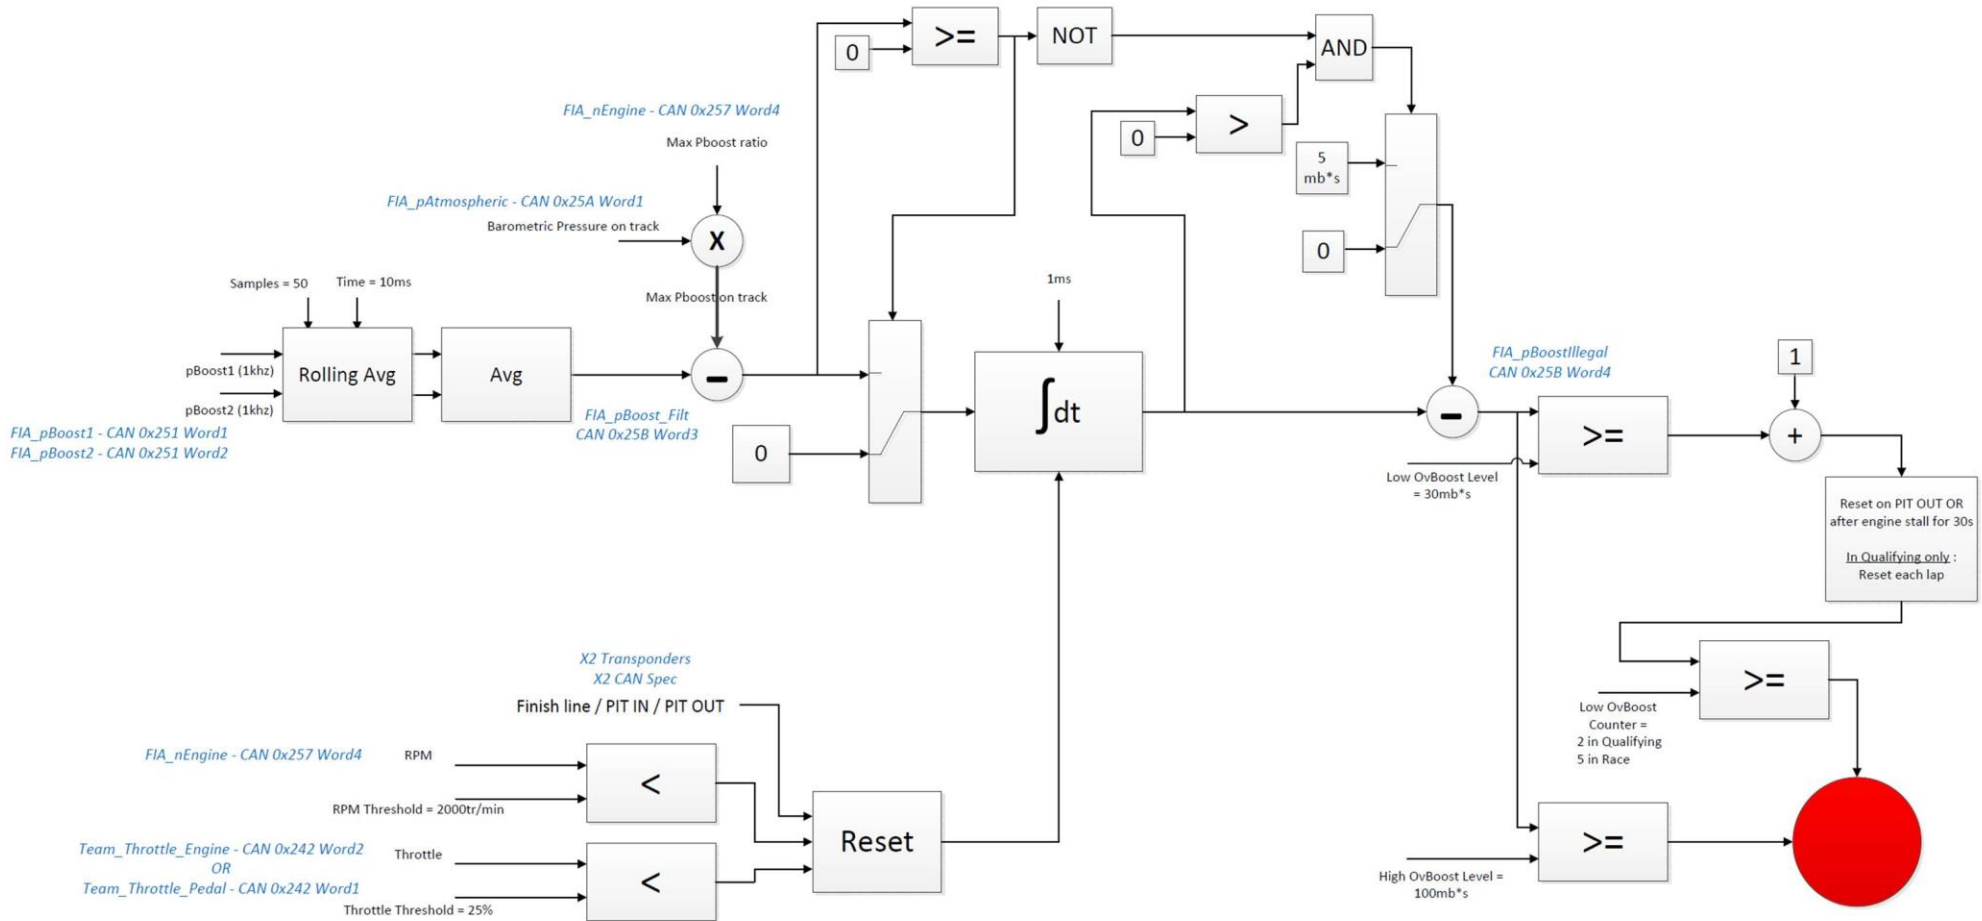 >=
NOT
AND
0
FIA_nEngine - CAN 0x257 Word4
Max Pboost ratio
>
0
5
mb*s
FIA_pAtmospheric - CAN 0x25A Word1
Barometric Pressure on track
X
0
Samples = 50
Time = 10ms
Max Pboost on track
1ms
pBoost1 (1khz)
pBoost2 (1khz)
Rolling Avg
Avg
-
FIA_pBoost1 - CAN 0x251 Word1
FIA_pBoost2 - CAN 0x251 Word2
FIA_pBoost_Filt
CAN 0x25B Word3
0
∫dt
-
FIA_pBoostIllegal
CAN 0x25B Word4
1
>=
+
Low OvBoost Level
= 30mb*s
Reset on PIT OUT OR
after engine stall for 30s
In Qualifying only :
Reset each lap
X2 Transponders
X2 CAN Spec
Finish line / PIT IN / PIT OUT
>=
Low OvBoost
Counter =
2 in Qualifying
5 in Race
FIA_nEngine - CAN 0x257 Word4
RPM
<
RPM Threshold = 2000tr/min
Team_Throttle_Engine - CAN 0x242 Word2
OR
Team_Throttle_Pedal - CAN 0x242 Word1
Throttle
<
Throttle Threshold = 25%
Reset
>=
High OvBoost Level =
100mb*s